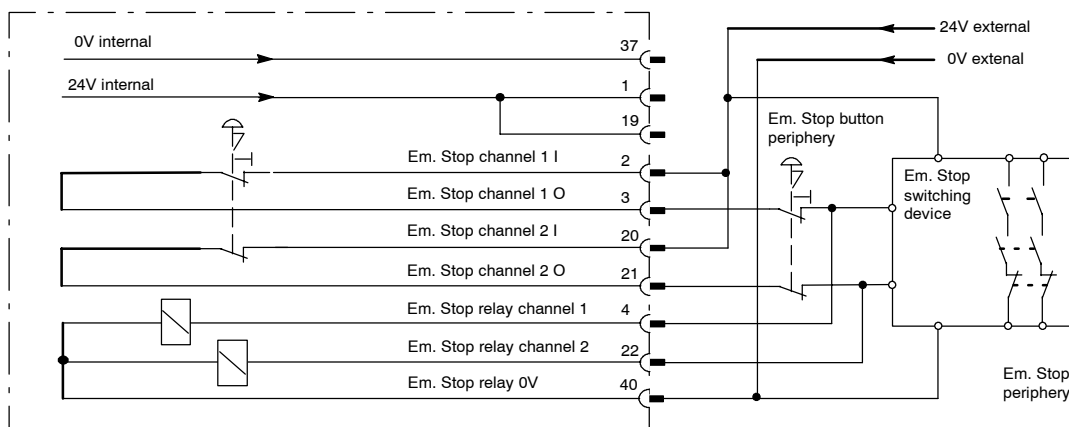 0V internal
37
24V external
0V extenal
24V internal
1
19
Em. Stop button
periphery
Em. Stop channel 1 I
2
Em. Stop
switching
device
Em. Stop channel 1 O
3
Em. Stop channel 2 I
20
Em. Stop channel 2 O
21
Em. Stop relay channel 1
4
Em. Stop relay channel 2
22
Em. Stop relay 0V
40
Em. Stop
periphery